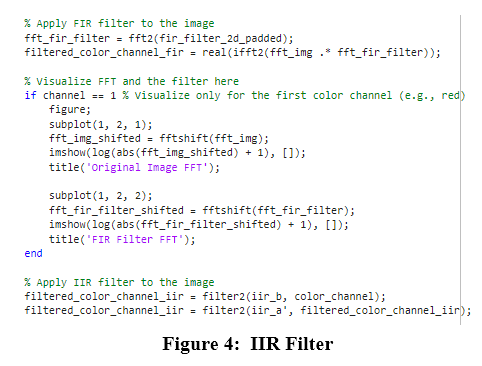 % Apply FIR filter to the image
fft_fir_filter = fft2(fir_filter_2d_padded);
filtered_color_channel_fir = real(ifft2(fft_img .* fft_fir_filter));
% Visualize FFT and the filter here
if channel == 1 % Visualize only for the first color channel (e.g., red)
figure;
subplot(1, 2, 1);
fft_img_shifted = fftshift(fft_img);
imshow(log(abs(fft_img_shifted) + 1), []);
title('Original Image FFT');
subplot(1, 2, 2);
fft_fir_filter_shifted = fftshift(fft_fir_filter);
imshow(log(abs(fft_fir_filter_shifted) + 1), []);
title('FIR Filter FFT');
end
% Apply IIR filter to the image
filtered_color_channel_iir = filter2(iir_b, color_channel);
filtered_color_channel_iir = filter2(iir_a', filtered_color_channel_iir);
Figure 4: IIR Filter